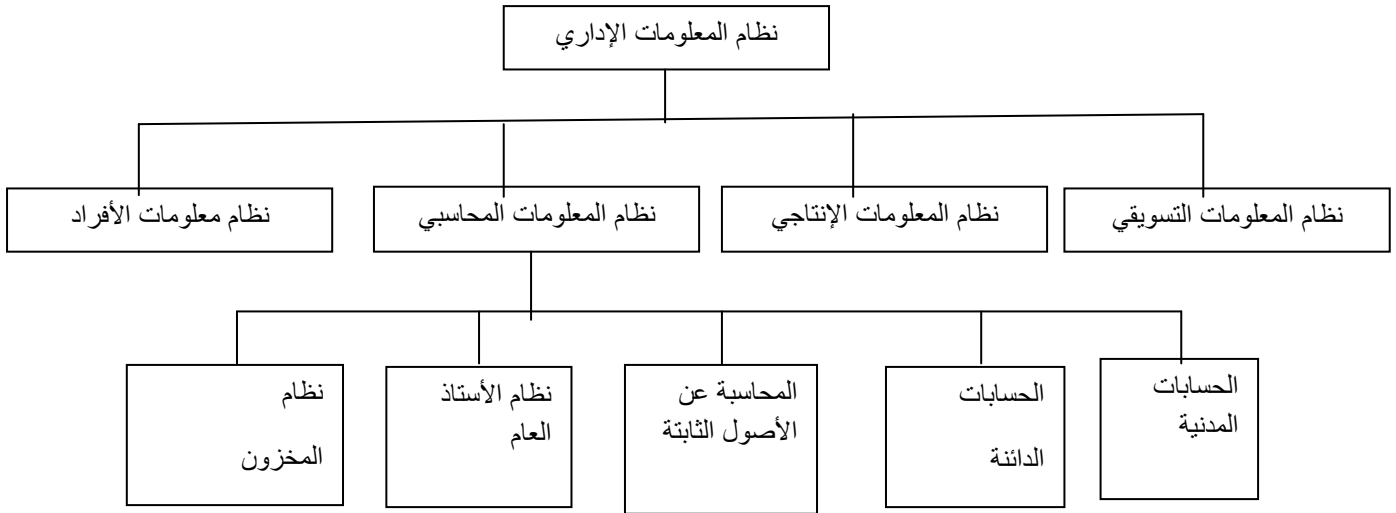 نظام المعلومات الإداري
نظام المعلومات التسويقي
نظام المعلومات الإنتاجي
نظام المعلومات المحاسبي
نظام معلومات الأفراد
الحسابات
المدنية
الحسابات
الدائنة
المحاسبة عن
الأصول الثابتة
نظام الأستاذ
العام
نظام
المخزون